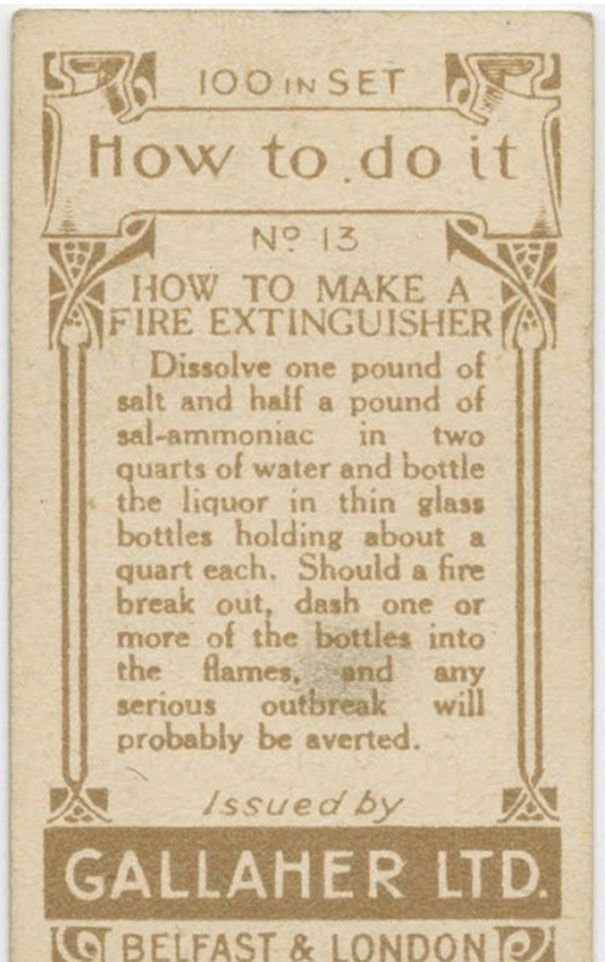 100 IN SET
How to do it
Nº 13
HOW TO MAKE A
FIRE EXTINGUISHER
Dissolve one pound of
salt and half a pound of
sal-ammoniac in two
quarts of water and bottle
the liquor in thin glass
bottles holding about a
quart each. Should a fire
break out, dash one or
more of the bottles into
the flames, and any
serious outbreak will
probably be averted.
Issued by
GALLAHER LTD.
BELFAST & LONDON